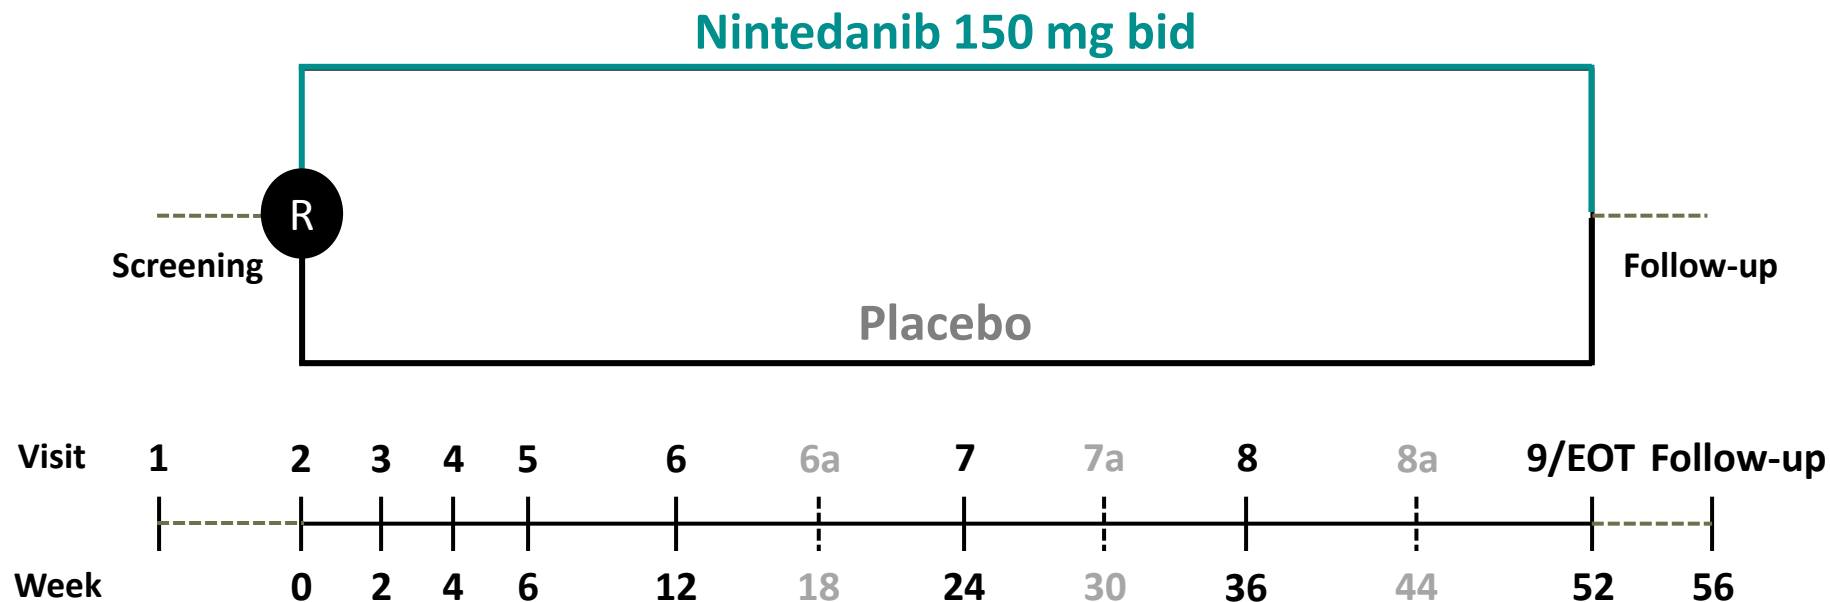 Nintedanib 150 mg bid
R
Screening
Follow-up
Placebo
Visit 1 2 3 4 5 6 6a 7 7a 8 8a 9/EOT Follow-up
Week 0 2 4 6 12 18 24 30 36 44 52 56